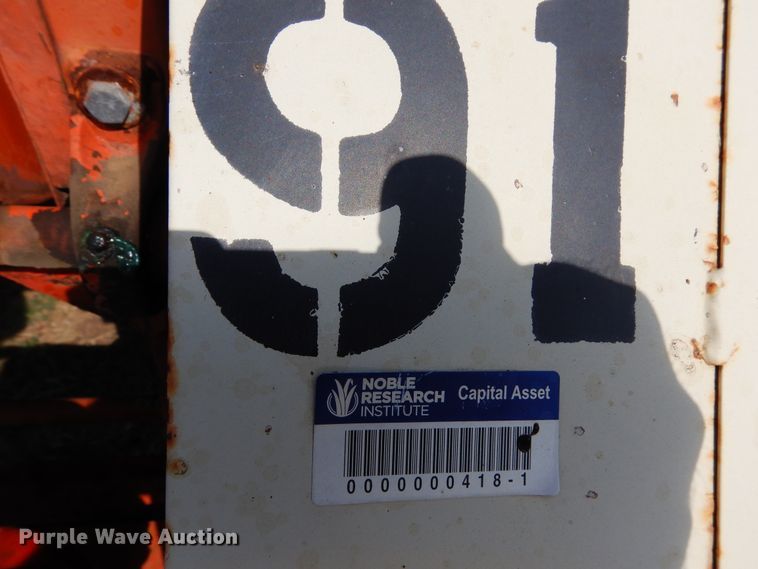 91
NOBLE
RESEARCH
INSTITUTE
Capital Asset
0000000418-1
Purple Wave Auction